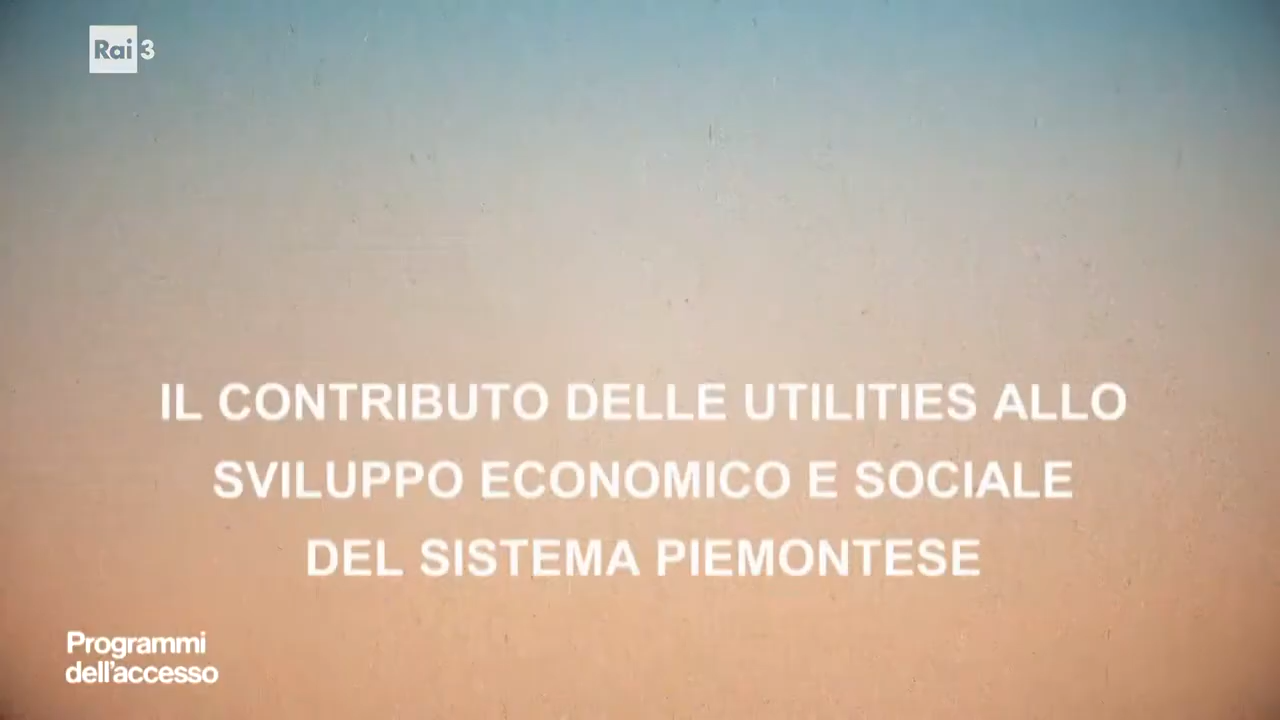 Rai 3
IL CONTRIBUTO DELLE UTILITIES ALLO
SVILUPPO ECONOMICO E SOCIALE
DEL SISTEMA PIEMONTESE
Programmi
dell'accesso